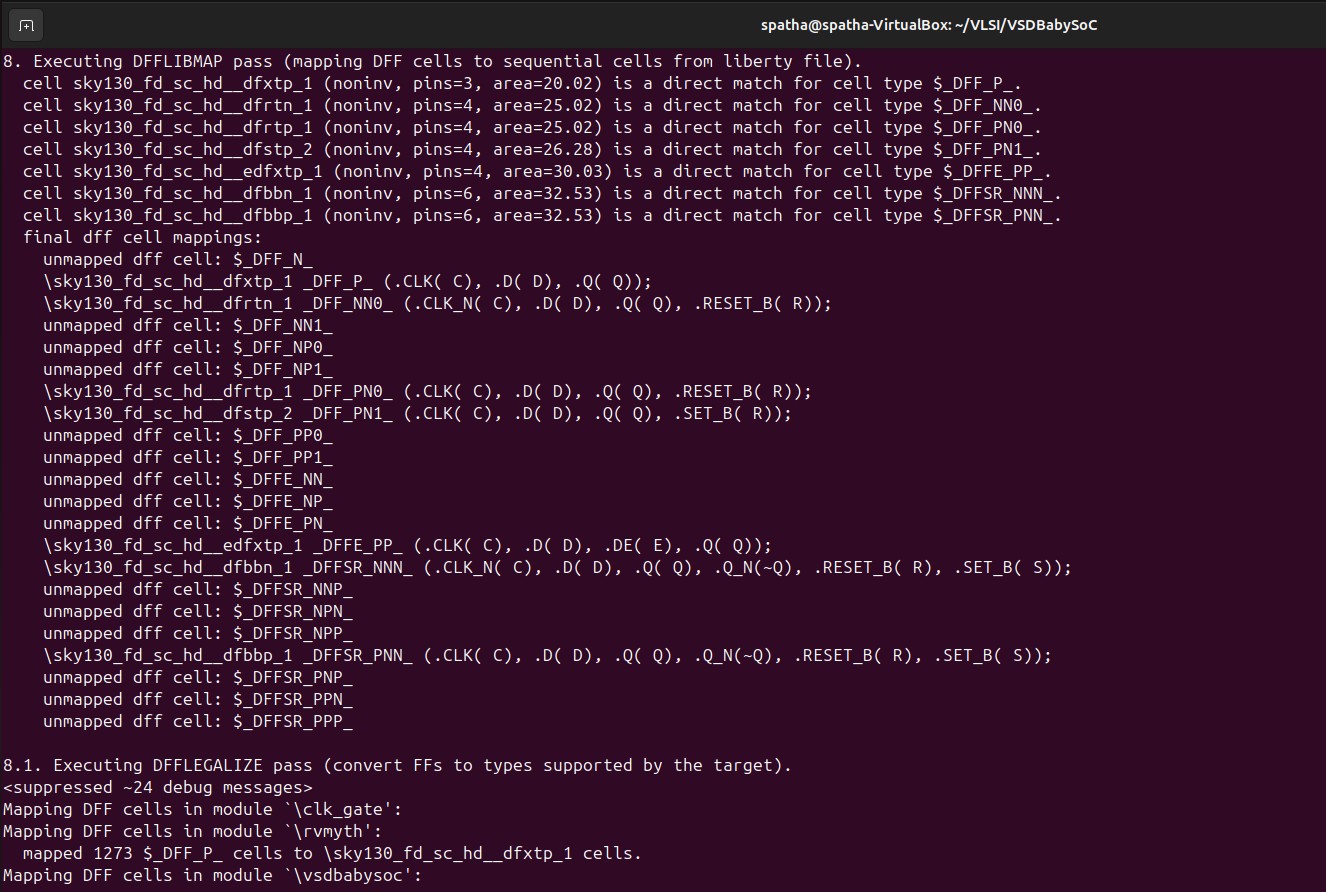 spatha@spatha-VirtualBox: ~/VLSI/VSDBabySoC
8. Executing DFFLIBMAP pass (mapping DFF cells to sequential cells from liberty file).
  cell sky130_fd_sc_hd__dfxtp_1 (noninv, pins=3, area=20.02) is a direct match for cell type $_DFF_P_.
  cell sky130_fd_sc_hd__dfrtn_1 (noninv, pins=4, area=25.02) is a direct match for cell type $_DFF_NN0_.
  cell sky130_fd_sc_hd__dfrtp_1 (noninv, pins=4, area=25.02) is a direct match for cell type $_DFF_PN0_.
  cell sky130_fd_sc_hd__dfstp_2 (noninv, pins=4, area=26.28) is a direct match for cell type $_DFF_PN1_.
  cell sky130_fd_sc_hd__edfxtp_1 (noninv, pins=4, area=30.03) is a direct match for cell type $_DFFE_PP_.
  cell sky130_fd_sc_hd__dfbbn_1 (noninv, pins=6, area=32.53) is a direct match for cell type $_DFFSR_NNN_.
  cell sky130_fd_sc_hd__dfbbp_1 (noninv, pins=6, area=32.53) is a direct match for cell type $_DFFSR_PNN_.
  final dff cell mappings:
    unmapped dff cell: $_DFF_N_
    \sky130_fd_sc_hd__dfxtp_1 _DFF_P_ (.CLK( C), .D( D), .Q( Q));
    \sky130_fd_sc_hd__dfrtn_1 _DFF_NN0_ (.CLK_N( C), .D( D), .Q( Q), .RESET_B( R));
    unmapped dff cell: $_DFF_NN1_
    unmapped dff cell: $_DFF_NP0_
    unmapped dff cell: $_DFF_NP1_
    \sky130_fd_sc_hd__dfrtp_1 _DFF_PN0_ (.CLK( C), .D( D), .Q( Q), .RESET_B( R));
    \sky130_fd_sc_hd__dfstp_2 _DFF_PN1_ (.CLK( C), .D( D), .Q( Q), .SET_B( R));
    unmapped dff cell: $_DFF_PP0_
    unmapped dff cell: $_DFF_PP1_
    unmapped dff cell: $_DFFE_NN_
    unmapped dff cell: $_DFFE_NP_
    unmapped dff cell: $_DFFE_PN_
    \sky130_fd_sc_hd__edfxtp_1 _DFFE_PP_ (.CLK( C), .D( D), .DE( E), .Q( Q));
    \sky130_fd_sc_hd__dfbbn_1 _DFFSR_NNN_ (.CLK_N( C), .D( D), .Q( Q), .Q_N(~Q), .RESET_B( R), .SET_B( S));
    unmapped dff cell: $_DFFSR_NNP_
    unmapped dff cell: $_DFFSR_NPN_
    unmapped dff cell: $_DFFSR_NPP_
    \sky130_fd_sc_hd__dfbbp_1 _DFFSR_PNN_ (.CLK( C), .D( D), .Q( Q), .Q_N(~Q), .RESET_B( R), .SET_B( S));
    unmapped dff cell: $_DFFSR_PNP_
    unmapped dff cell: $_DFFSR_PPN_
    unmapped dff cell: $_DFFSR_PPP_
8.1. Executing DFFLEGALIZE pass (convert FFs to types supported by the target).
<suppressed ~24 debug messages>
Mapping DFF cells in module `\clk_gate':
Mapping DFF cells in module `\rvmyth':
  mapped 1273 $_DFF_P_ cells to \sky130_fd_sc_hd__dfxtp_1 cells.
Mapping DFF cells in module `\vsdbabysoc':